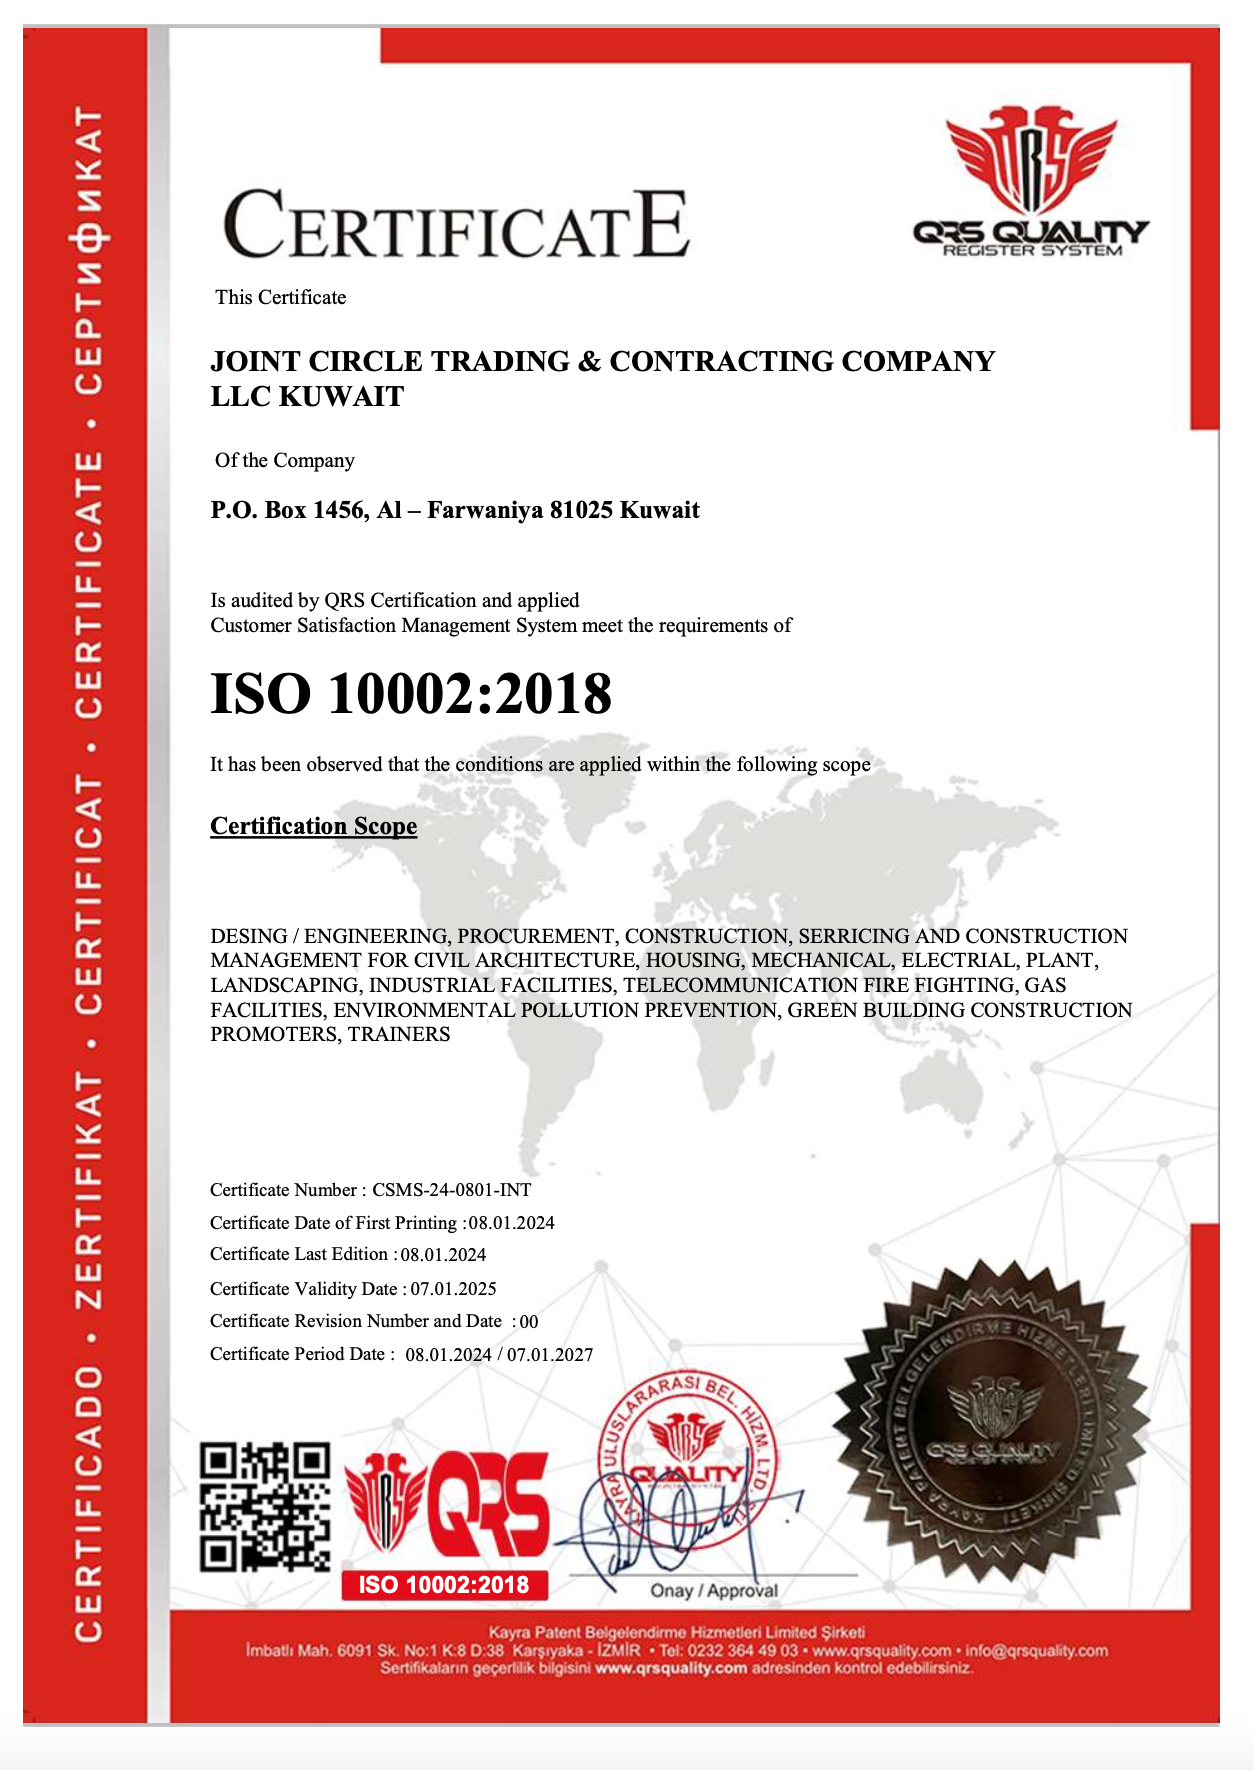 CERTIFICADO • ZERTIFIKAT • CERTIFICAT • CERTIFICATE • СЕРТИФИКАТ
QRS QUALITY
REGISTER SYSTEM
CERTIFICATE
This Certificate
JOINT CIRCLE TRADING & CONTRACTING COMPANY
LLC KUWAIT
Of the Company
P.O. Box 1456, Al – Farwaniya 81025 Kuwait
Is audited by QRS Certification and applied
Customer Satisfaction Management System meet the requirements of
ISO 10002:2018
It has been observed that the conditions are applied within the following scope
Certification Scope
DESING / ENGINEERING, PROCUREMENT, CONSTRUCTION, SERRICING AND CONSTRUCTION
MANAGEMENT FOR CIVIL ARCHITECTURE, HOUSING, MECHANICAL, ELECTRIAL, PLANT,
LANDSCAPING, INDUSTRIAL FACILITIES, TELECOMMUNICATION FIRE FIGHTING, GAS
FACILITIES, ENVIRONMENTAL POLLUTION PREVENTION, GREEN BUILDING CONSTRUCTION
PROMOTERS, TRAINERS
Certificate Number : CSMS-24-0801-INT
Certificate Date of First Printing :08.01.2024
Certificate Last Edition :08.01.2024
Certificate Validity Date : 07.01.2025
Certificate Revision Number and Date : 00
Certificate Period Date : 08.01.2024 / 07.01.2027
QRS
ISO 10002:2018
KAYRA ULUSLARARASI BEL. HİZM. LTD. ŞTİ.
QUALITY
Onay / Approval
KAYRA PATENT BELGELENDİRME HİZMETLERİ LİMİTED ŞİRKETİ
QRS QUALITY
Kayra Patent Belgelendirme Hizmetleri Limited Şirketi
İmbatlı Mah. 6091 Sk. No:1 K:8 D:38 Karşıyaka - İZMİR • Tel: 0232 364 49 03 • www.qrsquality.com • info@qrsquality.com
Sertifikaların geçerlilik bilgisini www.qrsquality.com adresinden kontrol edebilirsiniz.